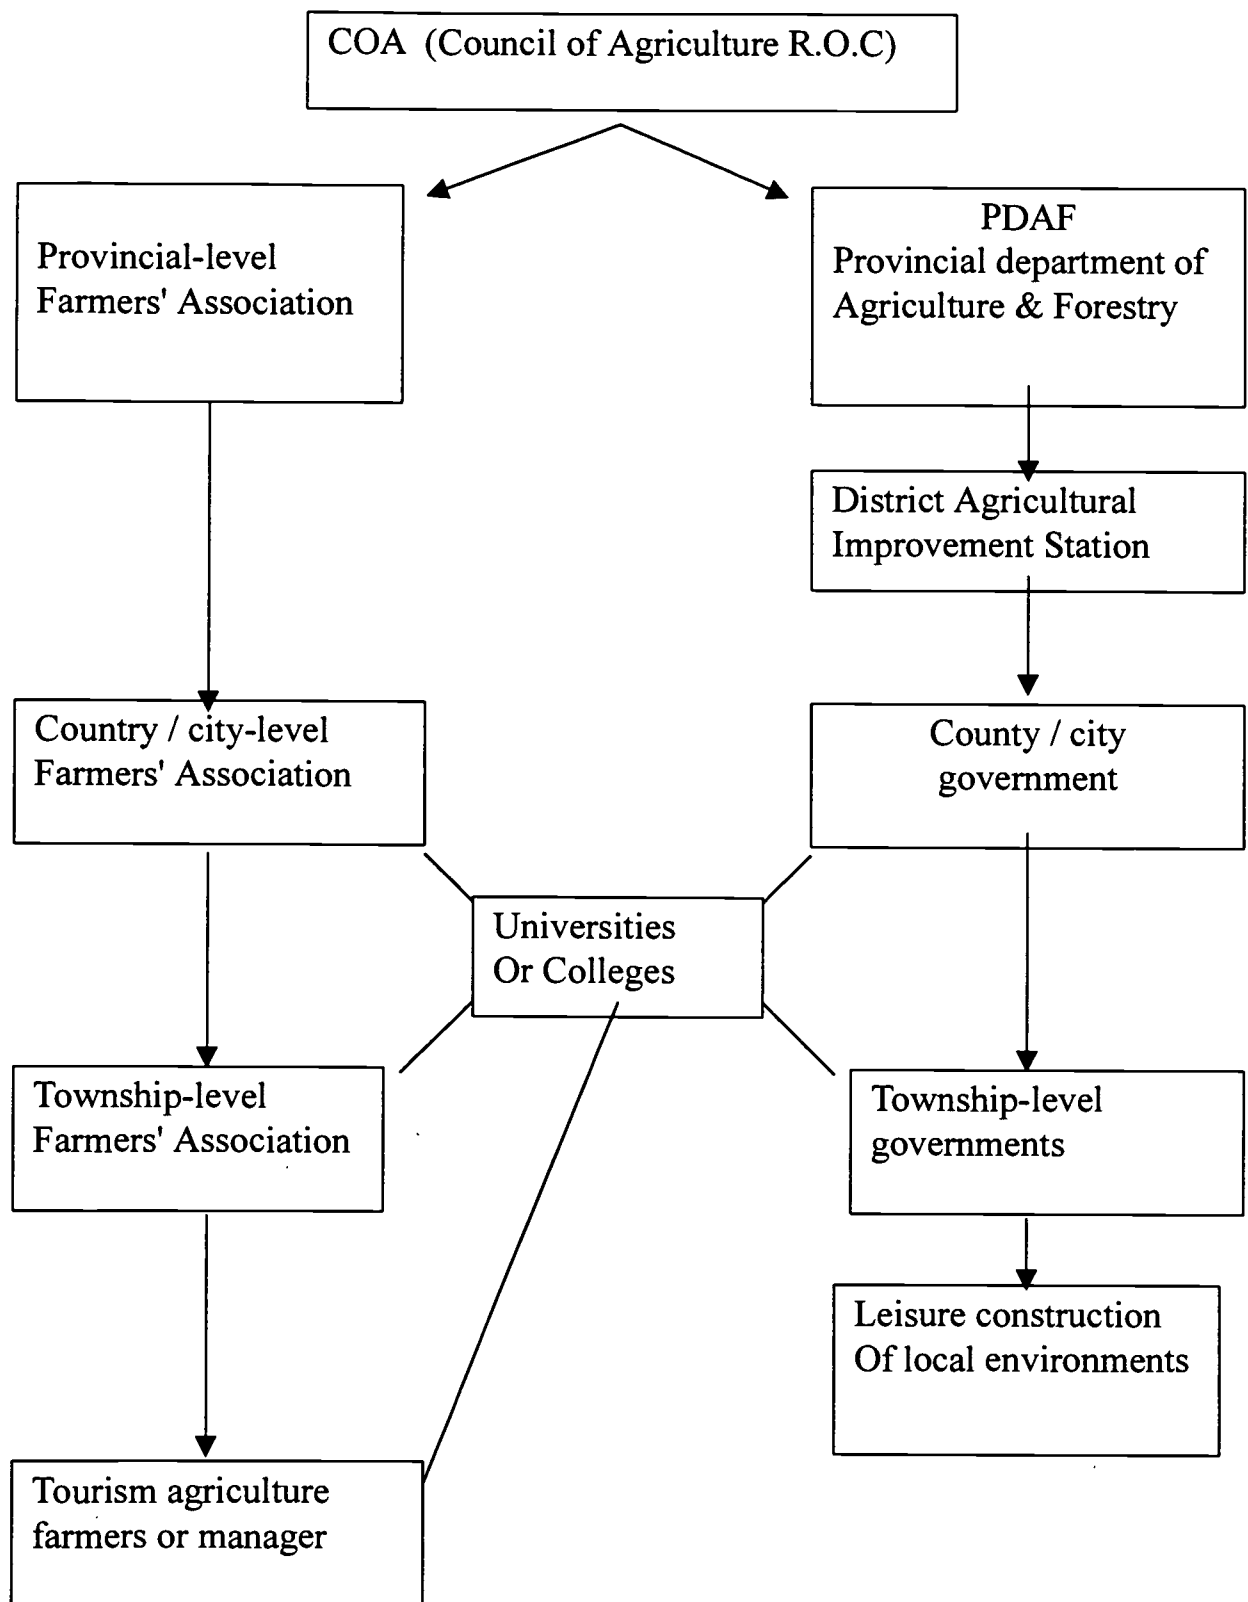 COA (Council of Agriculture R.O.C)
Provincial-level
Farmers' Association
PDAF
Provincial department of
Agriculture & Forestry
District Agricultural
Improvement Station
Country / city-level
Farmers' Association
County / city
government
Universities
Or Colleges
Township-level
Farmers' Association
Township-level
governments
Leisure construction
Of local environments
Tourism agriculture
farmers or manager